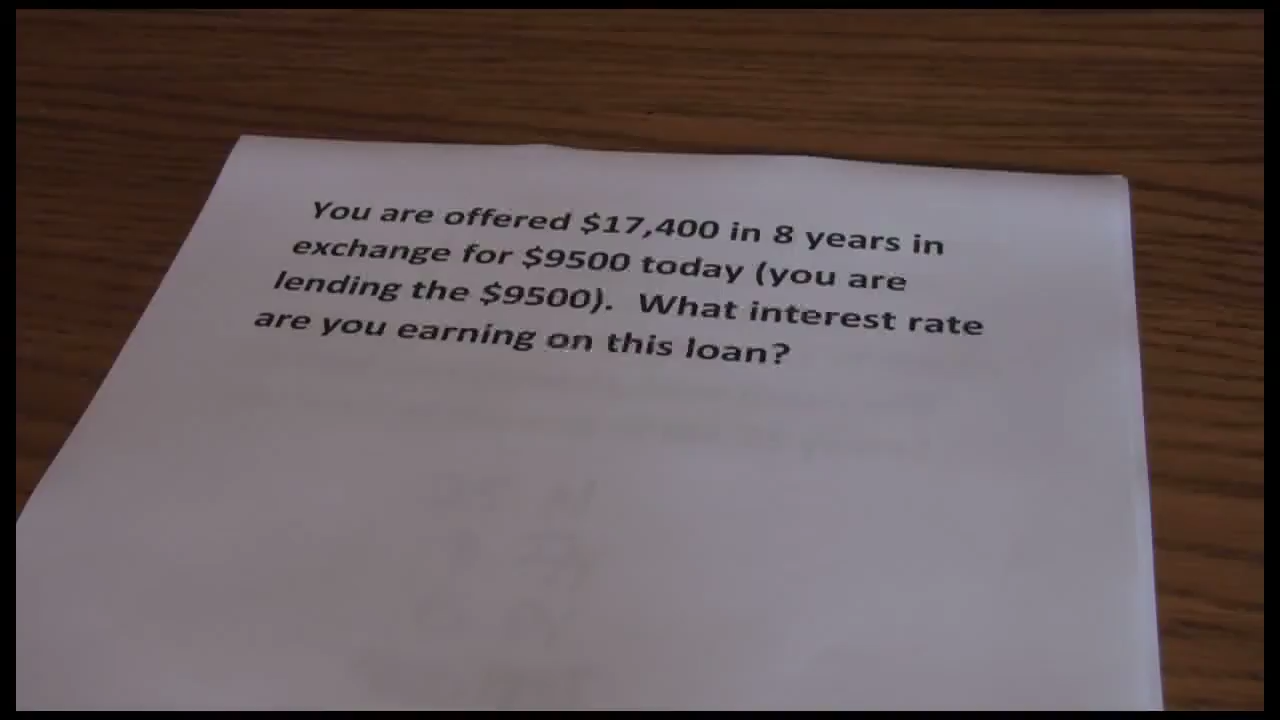 You are offered $17,400 in 8 years in
exchange for $9500 today (you are
lending the $9500).  What interest rate
are you earning on this loan?